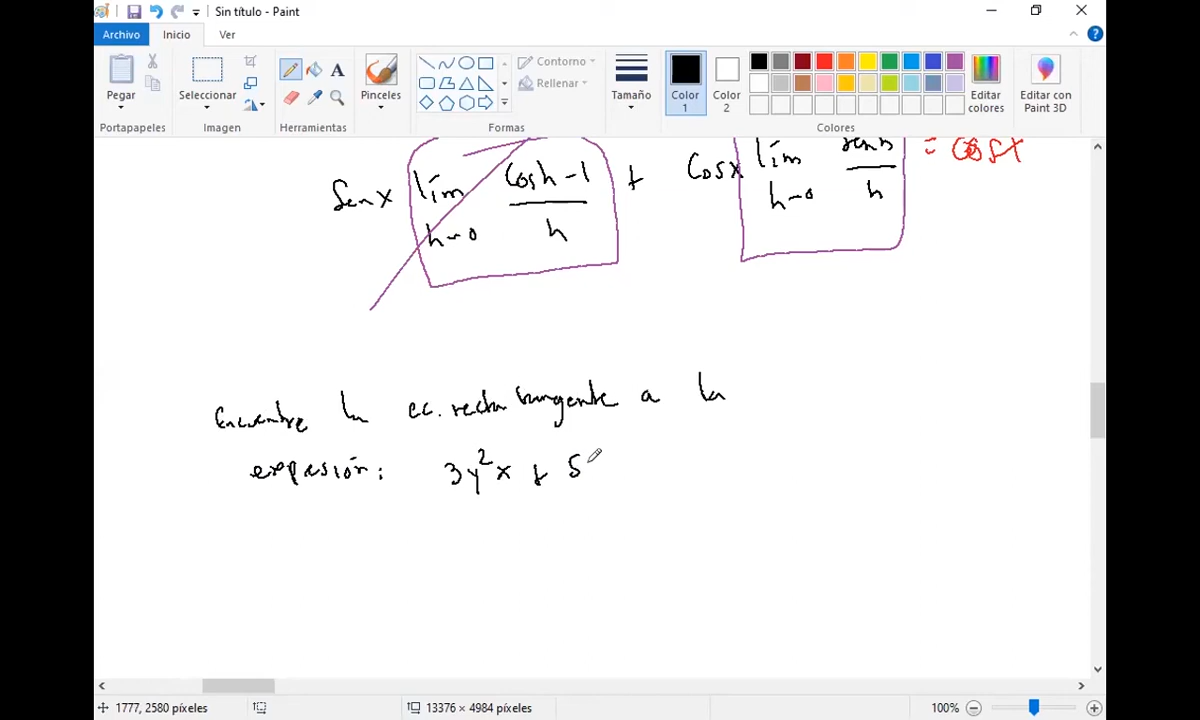 Sin título - Paint
Archivo Inicio Ver
Pegar
Seleccionar
Pinceles
Contorno
Rellenar
Tamaño
Color 1
Color 2
Editar colores
Editar con Paint 3D
Portapapeles Imagen Herramientas Formas Colores
Senx lím h→0 Cosh-1 / h + Cosx lím h→0 senh / h = Cosx
Encuentre la ec. recta tangente a la
expresión: 3y²x + 5
1777, 2580 píxeles 13376 × 4984 píxeles 100%